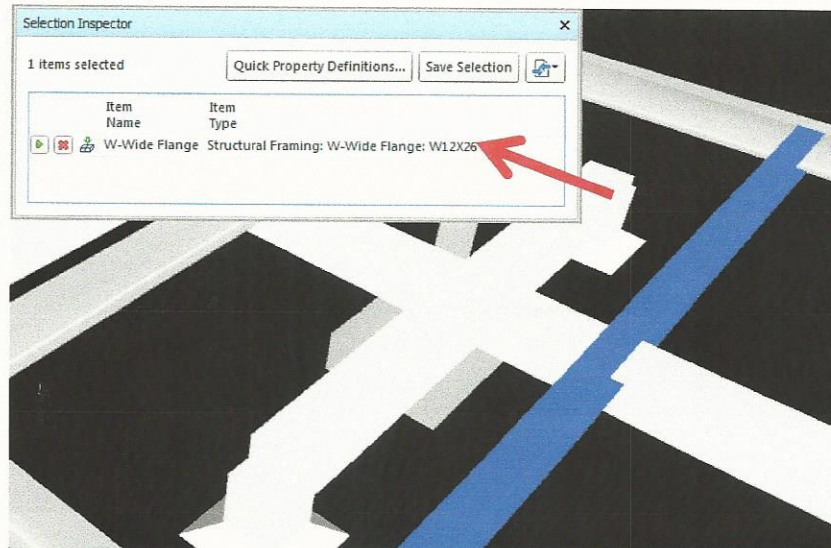 Selection Inspector
1 items selected
Quick Property Definitions...
Save Selection
Item Name
Item Type
W-Wide Flange Structural Framing: W-Wide Flange: W12X26